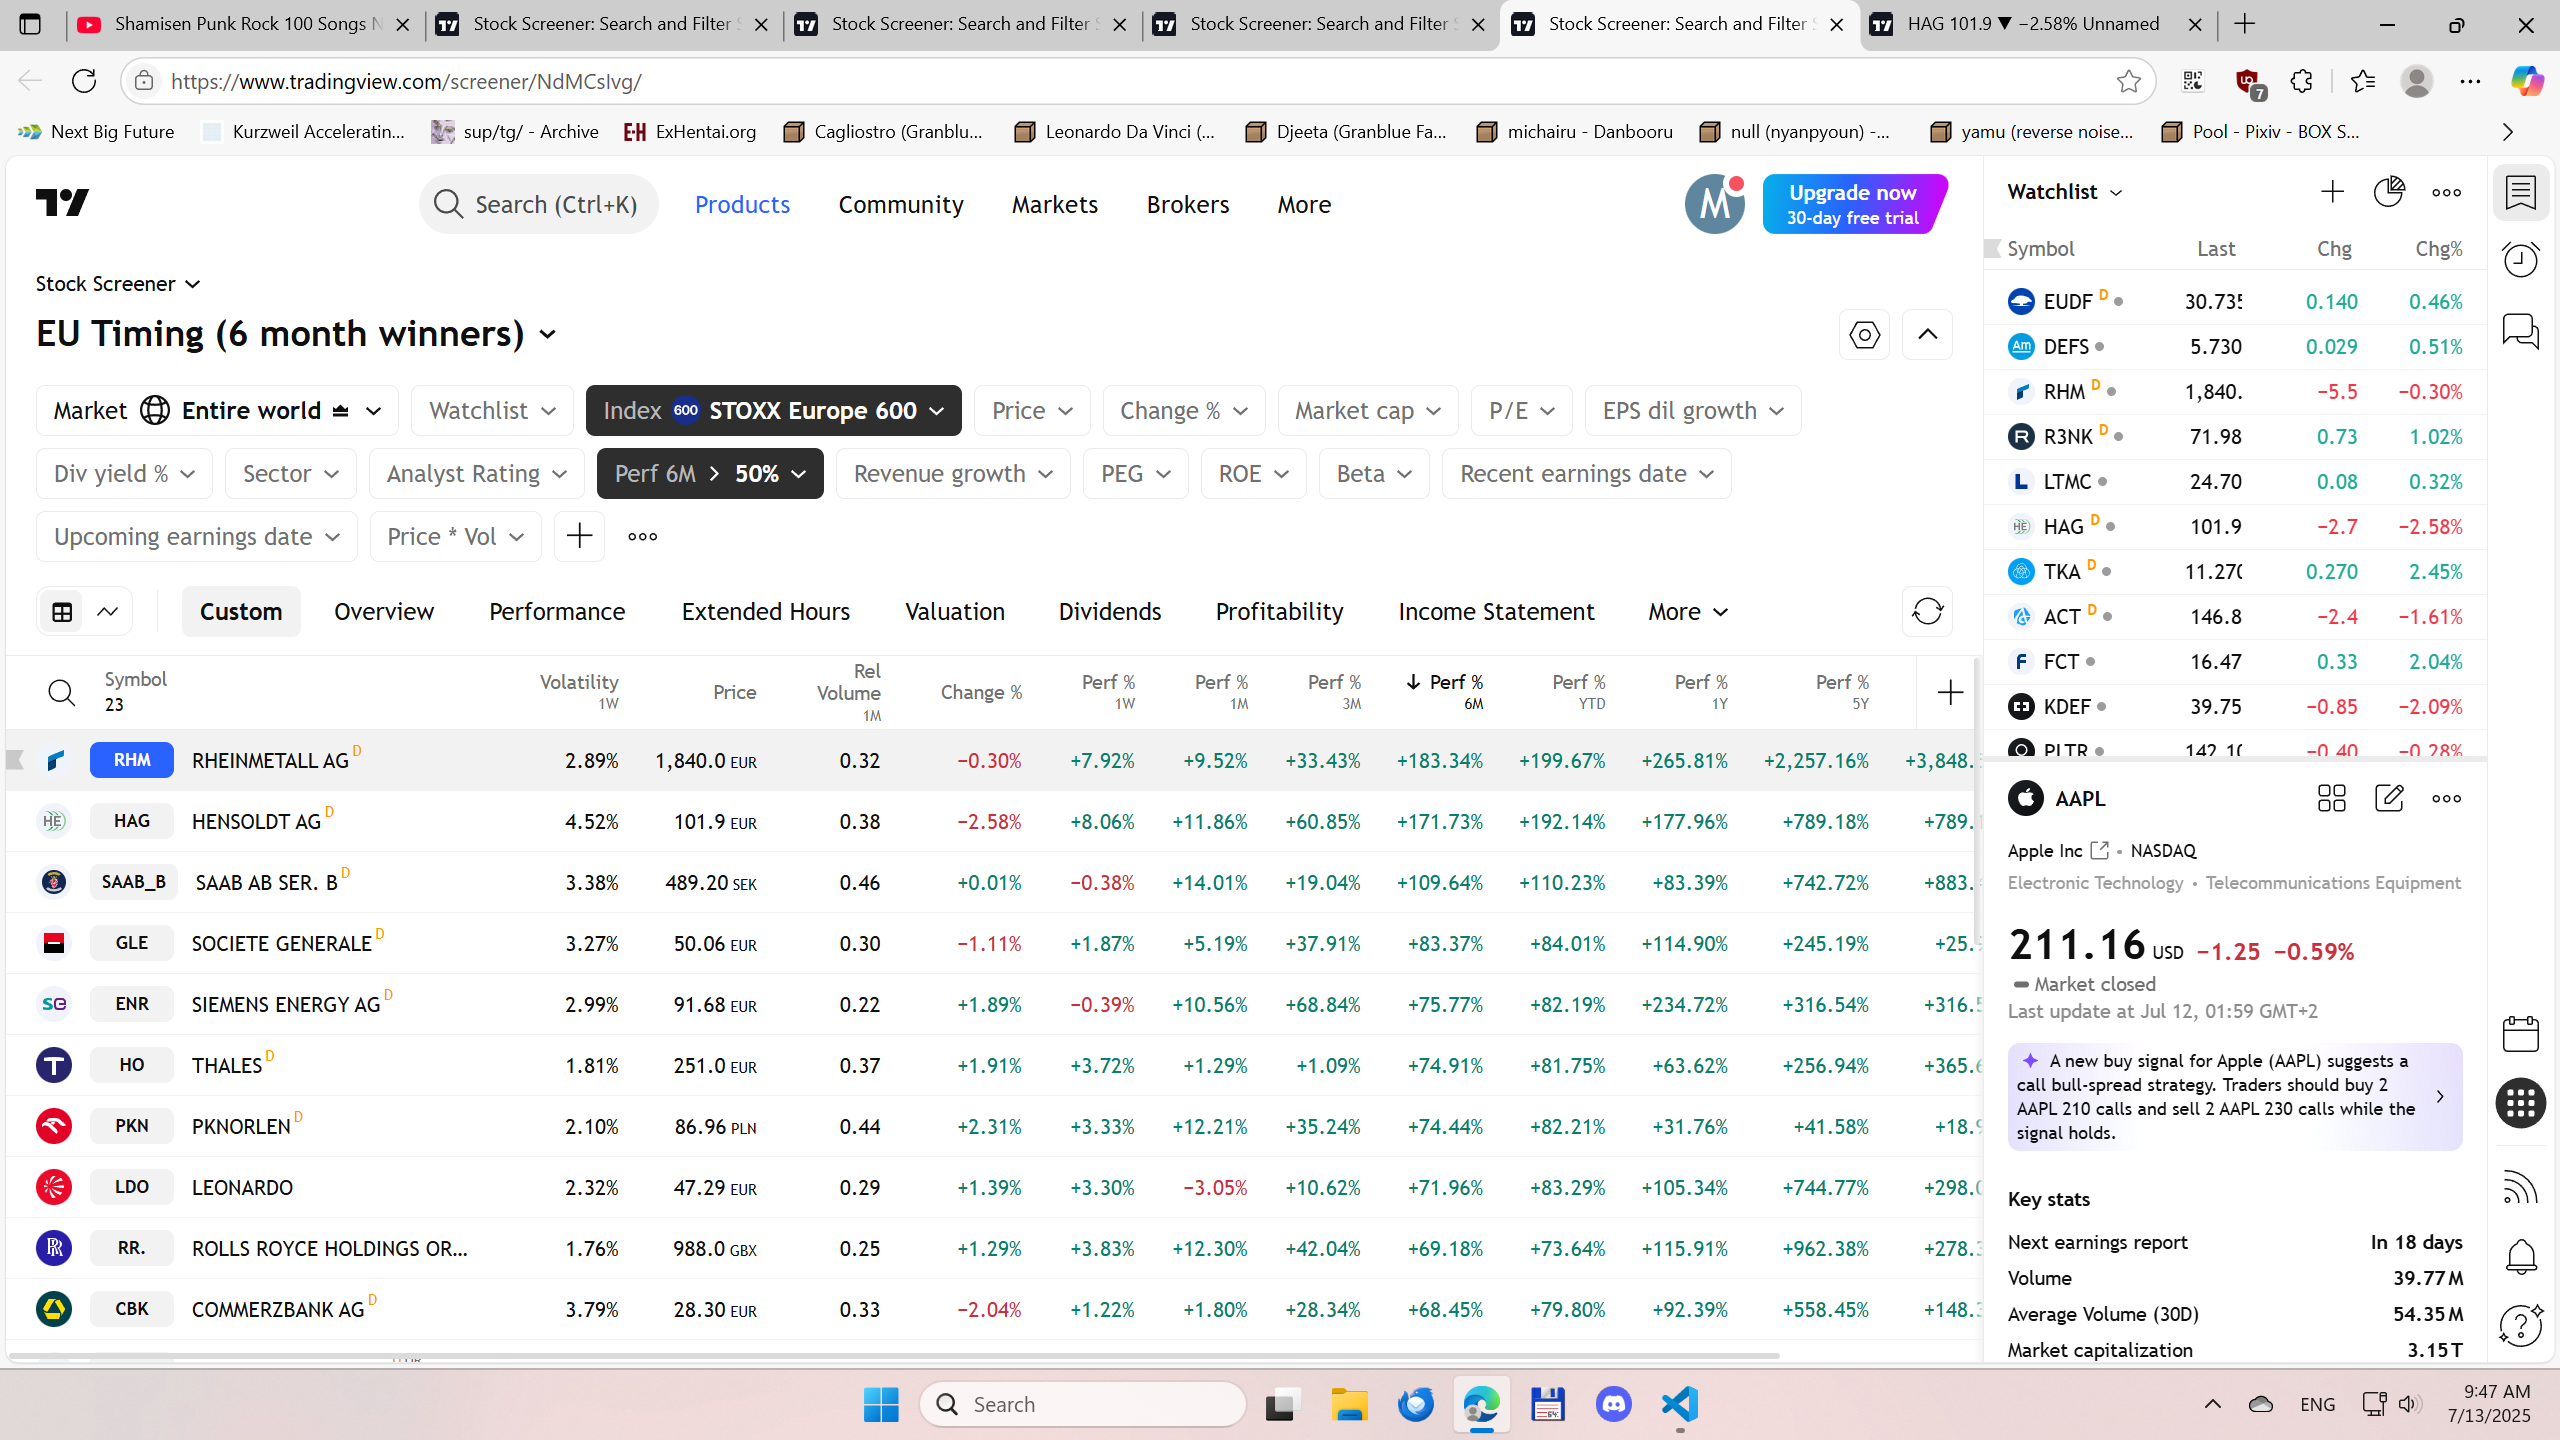 Shamisen Punk Rock 100 Songs N
Stock Screener: Search and Filter S
Stock Screener: Search and Filter S
Stock Screener: Search and Filter S
Stock Screener: Search and Filter S
HAG 101.9 ▼ −2.58% Unnamed
https://www.tradingview.com/screener/NdMCsIvg/
7
Next Big Future
Kurzweil Acceleratin...
sup/tg/ - Archive
ExHentai.org
Cagliostro (Granblu...
Leonardo Da Vinci (...
Djeeta (Granblue Fa...
michairu - Danbooru
null (nyanpyoun) -...
yamu (reverse noise...
Pool - Pixiv - BOX S...
Search (Ctrl+K)
Products
Community
Markets
Brokers
More
M
Upgrade now
30-day free trial
Stock Screener
EU Timing (6 month winners)
Market Entire world
Watchlist
Index 600 STOXX Europe 600
Price
Change %
Market cap
P/E
EPS dil growth
Div yield %
Sector
Analyst Rating
Perf 6M > 50%
Revenue growth
PEG
ROE
Beta
Recent earnings date
Upcoming earnings date
Price * Vol
Custom
Overview
Performance
Extended Hours
Valuation
Dividends
Profitability
Income Statement
More
Symbol
23
Volatility
1W
Price
Rel
Volume
1M
Change %
Perf %
1W
Perf %
1M
Perf %
3M
↓ Perf %
6M
Perf %
YTD
Perf %
1Y
Perf %
5Y
RHM RHEINMETALL AG D 2.89% 1,840.0 EUR 0.32 −0.30% +7.92% +9.52% +33.43% +183.34% +199.67% +265.81% +2,257.16% +3,848.
HAG HENSOLDT AG D 4.52% 101.9 EUR 0.38 −2.58% +8.06% +11.86% +60.85% +171.73% +192.14% +177.96% +789.18% +789.
SAAB_B SAAB AB SER. B D 3.38% 489.20 SEK 0.46 +0.01% −0.38% +14.01% +19.04% +109.64% +110.23% +83.39% +742.72% +883.
GLE SOCIETE GENERALE D 3.27% 50.06 EUR 0.30 −1.11% +1.87% +5.19% +37.91% +83.37% +84.01% +114.90% +245.19% +25.
ENR SIEMENS ENERGY AG D 2.99% 91.68 EUR 0.22 +1.89% −0.39% +10.56% +68.84% +75.77% +82.19% +234.72% +316.54% +316.5
HO THALES D 1.81% 251.0 EUR 0.37 +1.91% +3.72% +1.29% +1.09% +74.91% +81.75% +63.62% +256.94% +365.
PKN PKNORLEN D 2.10% 86.96 PLN 0.44 +2.31% +3.33% +12.21% +35.24% +74.44% +82.21% +31.76% +41.58% +18.
LDO LEONARDO 2.32% 47.29 EUR 0.29 +1.39% +3.30% −3.05% +10.62% +71.96% +83.29% +105.34% +744.77% +298.
RR. ROLLS ROYCE HOLDINGS OR... 1.76% 988.0 GBX 0.25 +1.29% +3.83% +12.30% +42.04% +69.18% +73.64% +115.91% +962.38% +278.
CBK COMMERZBANK AG D 3.79% 28.30 EUR 0.33 −2.04% +1.22% +1.80% +28.34% +68.45% +79.80% +92.39% +558.45% +148.
Watchlist
Symbol Last Chg Chg%
EUDF D 30.735 0.140 0.46%
DEFS 5.730 0.029 0.51%
RHM D 1,840. −5.5 −0.30%
R3NK D 71.98 0.73 1.02%
LTMC 24.70 0.08 0.32%
HAG D 101.9 −2.7 −2.58%
TKA D 11.270 0.270 2.45%
ACT D 146.8 −2.4 −1.61%
FCT 16.47 0.33 2.04%
KDEF 39.75 −0.85 −2.09%
PLTR 142.10 −0.40 −0.28%
AAPL
Apple Inc • NASDAQ
Electronic Technology • Telecommunications Equipment
211.16 USD −1.25 −0.59%
Market closed
Last update at Jul 12, 01:59 GMT+2
A new buy signal for Apple (AAPL) suggests a
call bull-spread strategy. Traders should buy 2
AAPL 210 calls and sell 2 AAPL 230 calls while the
signal holds.
Key stats
Next earnings report In 18 days
Volume 39.77 M
Average Volume (30D) 54.35 M
Market capitalization 3.15 T
Search
ENG
9:47 AM
7/13/2025